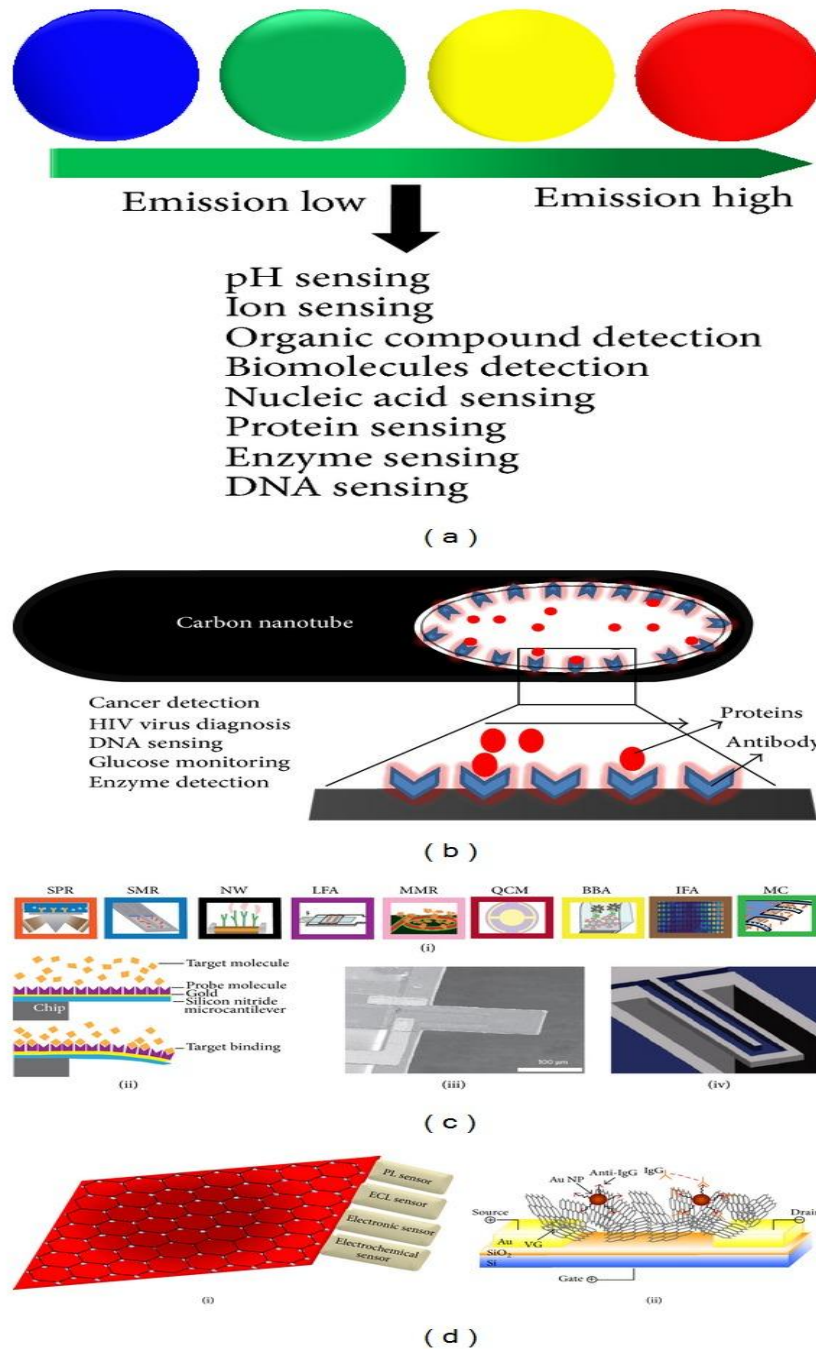 Emission low
Emission high
pH sensing
Ion sensing
Organic compound detection
Biomolecules detection
Nucleic acid sensing
Protein sensing
Enzyme sensing
DNA sensing
( a )
Carbon nanotube
Cancer detection
HIV virus diagnosis
DNA sensing
Glucose monitoring
Enzyme detection
Proteins
Antibody
( b )
SPR SMR NW LFA MMR QCM BBA IFA MC
(i)
Target molecule
Probe molecule
Gold
Silicon nitride
microcantilever
Chip
Target binding
(ii)
100 μm
(iii)
(iv)
( c )
PL sensor
ECL sensor
Electronic sensor
Electrochemical
sensor
(i)
Anti-IgG
IgG
Au NP
Source
Drain
Au
VG
SiO2
Si
Gate
(ii)
( d )